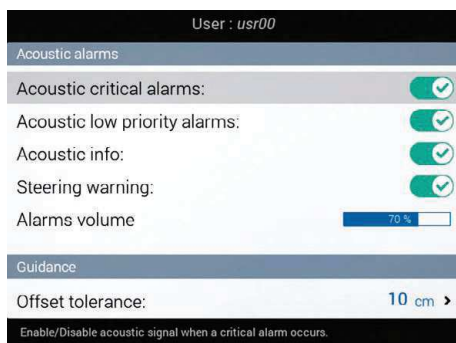 User : usr00
Acoustic alarms
Acoustic critical alarms:
Acoustic low priority alarms:
Acoustic info:
Steering warning:
Alarms volume 70 %
Guidance
Offset tolerance: 10 cm >
Enable/Disable acoustic signal when a critical alarm occurs.